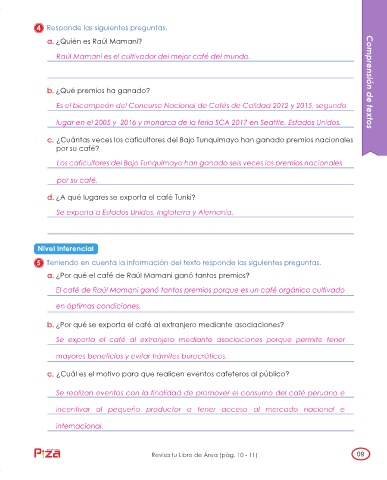 4 Responde las siguientes preguntas.
a. ¿Quién es Raúl Mamani?
Raúl Mamani es el cultivador del mejor café del mundo.
b. ¿Qué premios ha ganado?
Es el bicampeón del Concurso Nacional de Cafés de Calidad 2012 y 2015, segundo
lugar en el 2005 y 2016 y monarca de la feria SCA 2017 en Seattle, Estados Unidos.
c. ¿Cuántas veces los caficultores del Bajo Tunquimayo han ganado premios nacionales
por su café?
Los caficultores del Bajo Tunquimayo han ganado seis veces los premios nacionales
por su café.
d. ¿A qué lugares se exporta el café Tunki?
Se exporta a Estados Unidos, Inglaterra y Alemania.
Nivel Inferencial
5 Teniendo en cuenta la información del texto responde las siguientes preguntas.
a. ¿Por qué el café de Raúl Mamani ganó tantos premios?
El café de Raúl Mamani ganó tantos premios porque es un café orgánico cultivado
en óptimas condiciones.
b. ¿Por qué se exporta el café al extranjero mediante asociaciones?
Se exporta el café al extranjero mediante asociaciones porque permite tener
mayores beneficios y evitar trámites burocráticos.
c. ¿Cuál es el motivo para que realicen eventos cafeteros al público?
Se realizan eventos con la finalidad de promover el consumo del café peruano e
incentivar al pequeño productor a tener acceso al mercado nacional e
internacional.
Revisa tu Libro de Área (pág. 10 - 11)
09
Comprensión de textos